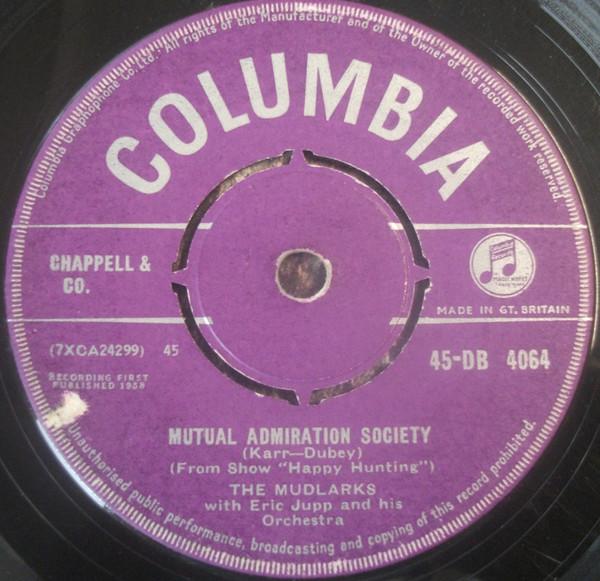 Columbia Graphophone Co. Ltd. All rights of the Manufacturer and of the Owner of the recorded work reserved.
COLUMBIA
CHAPPELL &
CO.
MADE IN GT. BRITAIN
(7XCA24299) 45
45-DB 4064
RECORDING FIRST
PUBLISHED 1958
MUTUAL ADMIRATION SOCIETY
(Karr—Dubey)
(From Show "Happy Hunting")
THE MUDLARKS
with Eric Jupp and his
Orchestra
Unauthorised public performance, broadcasting and copying of this record prohibited.